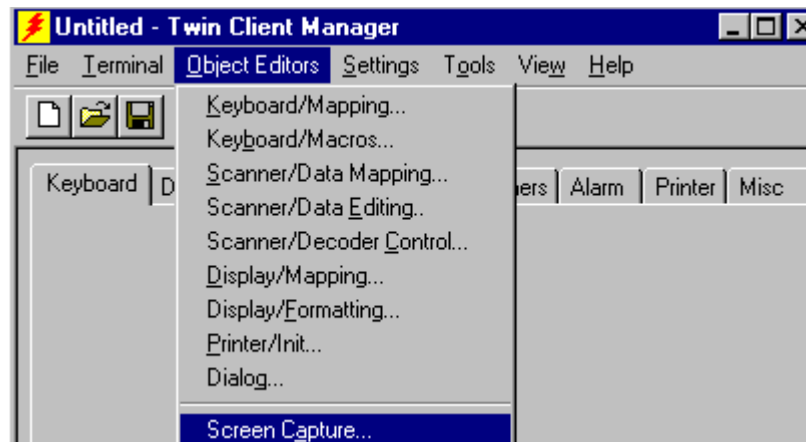 Untitled - Twin Client Manager
File Terminal Object Editors Settings Tools View Help
Keyboard/Mapping...
Keyboard/Macros...
Scanner/Data Mapping...
Keyboard Alarm Printer Misc
Scanner/Data Editing..
Scanner/Decoder Control...
Display/Mapping...
Display/Formatting...
Printer/Init...
Dialog...
Screen Capture...